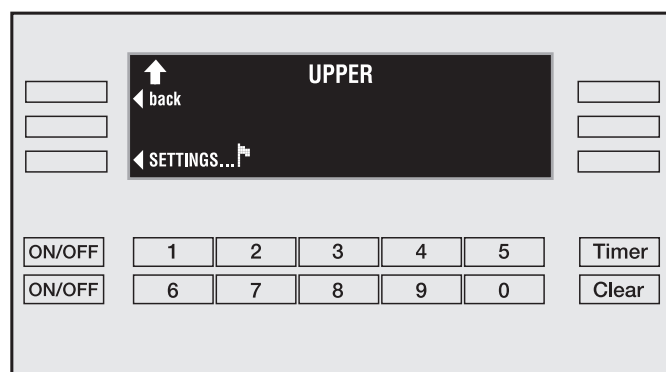 UPPER
back
SETTINGS...
ON/OFF 1 2 3 4 5 Timer
ON/OFF 6 7 8 9 0 Clear